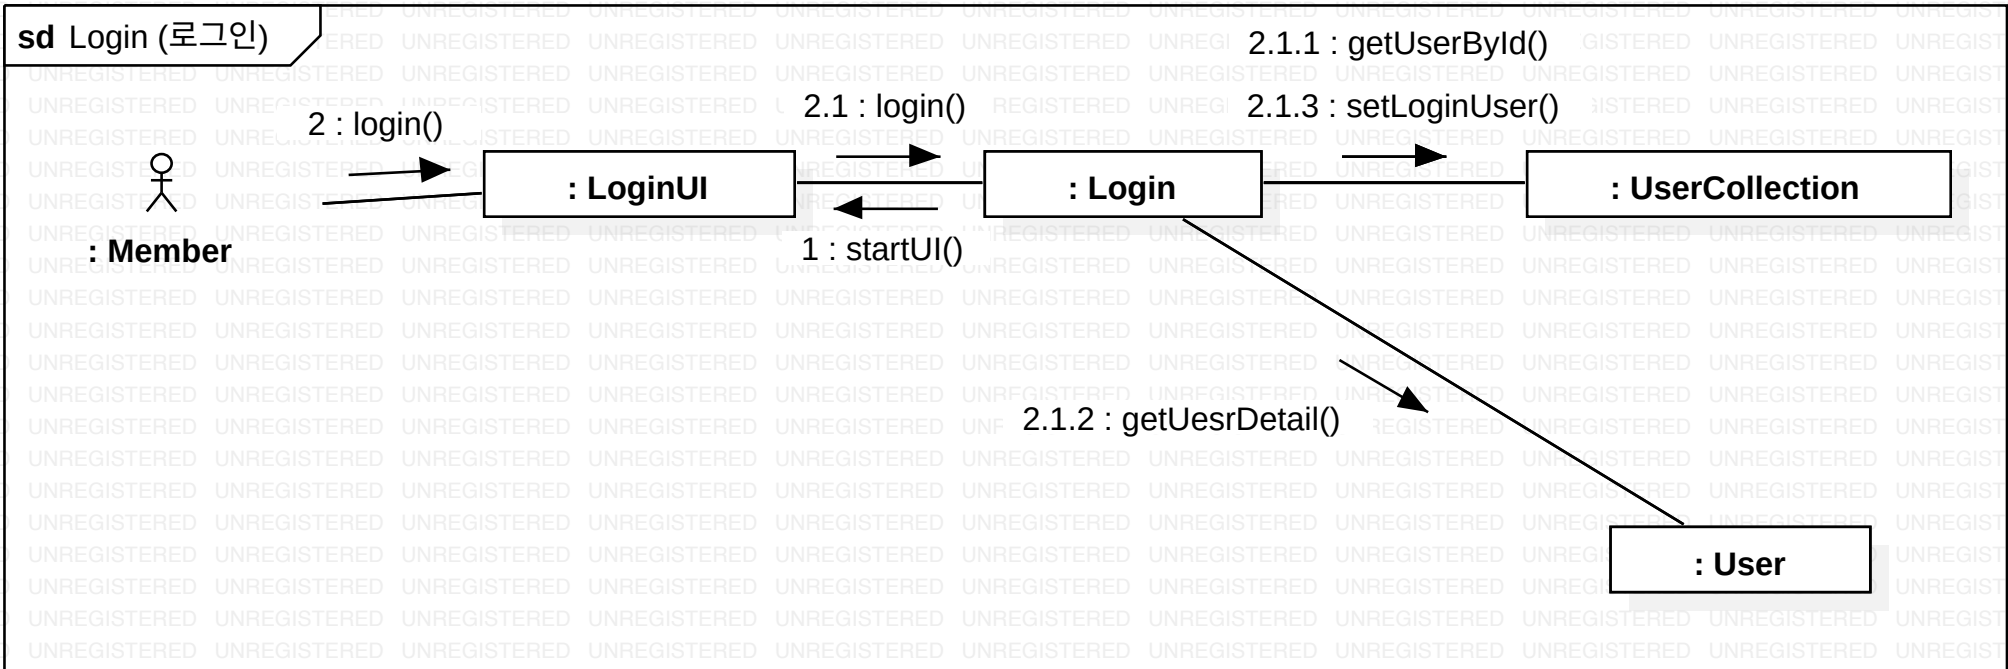 sd Login (로그인)
2.1.1 : getUserById()
2 : login()
2.1 : login()
2.1.3 : setLoginUser()
: LoginUI
: Login
: UserCollection
: Member
1 : startUI()
2.1.2 : getUesrDetail()
: User
UNREGISTERED